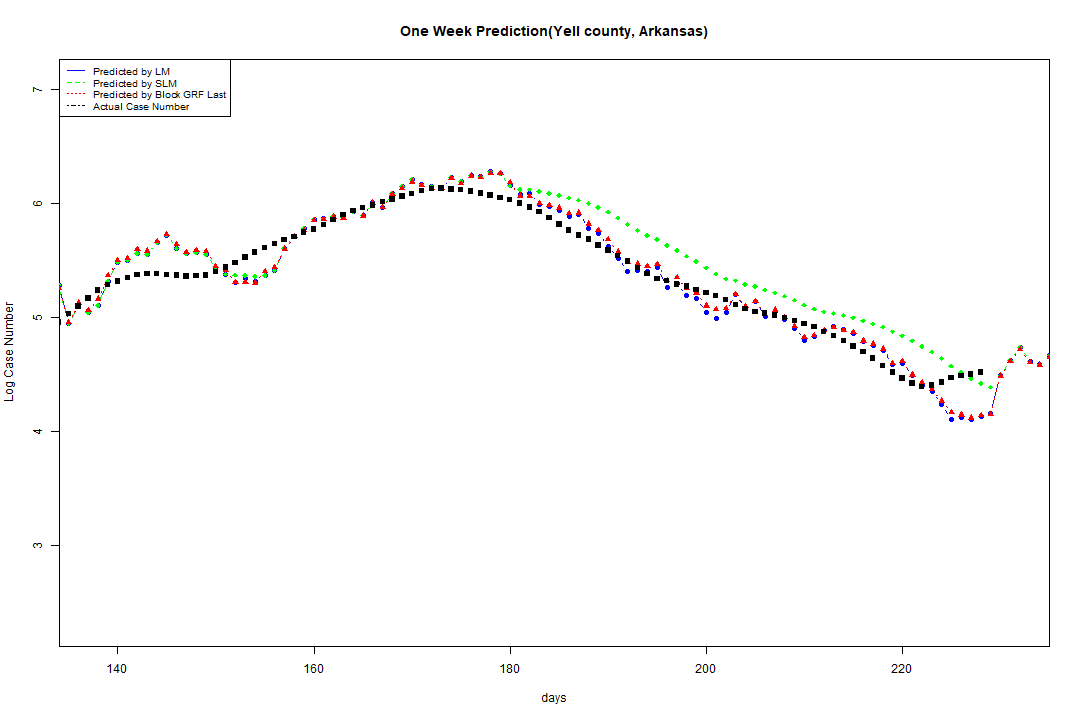 One Week Prediction(Yell county, Arkansas)
Predicted by LM
Predicted by SLM
Predicted by Block GRF Last
Actual Case Number
7
6
5
4
3
Log Case Number
140 160 180 200 220
days